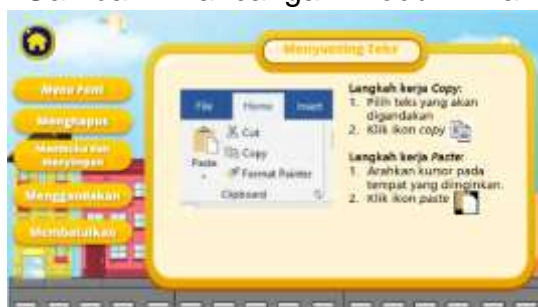 Menyunting Teks
Menu Font
Menghapus
Membuka dan
menyimpan
Menggandakan
Membatalkan
File Home Insert
Cut
Copy
Format Painter
Paste
Clipboard
Langkah kerja Copy:
1. Pilih teks yang akan
digandakan
2. Klik ikon copy
Langkah kerja Paste:
1. Arahkan kursor pada
tempat yang diinginkan.
2. Klik ikon paste